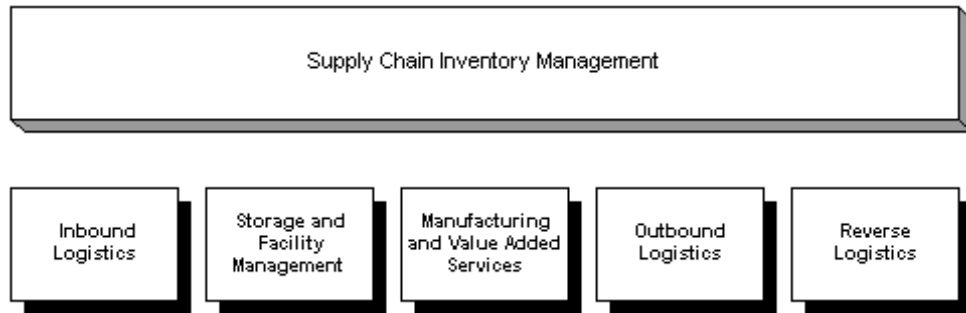 Supply Chain Inventory Management
Inbound
Logistics
Storage and
Facility
Management
Manufacturing
and Value Added
Services
Outbound
Logistics
Reverse
Logistics